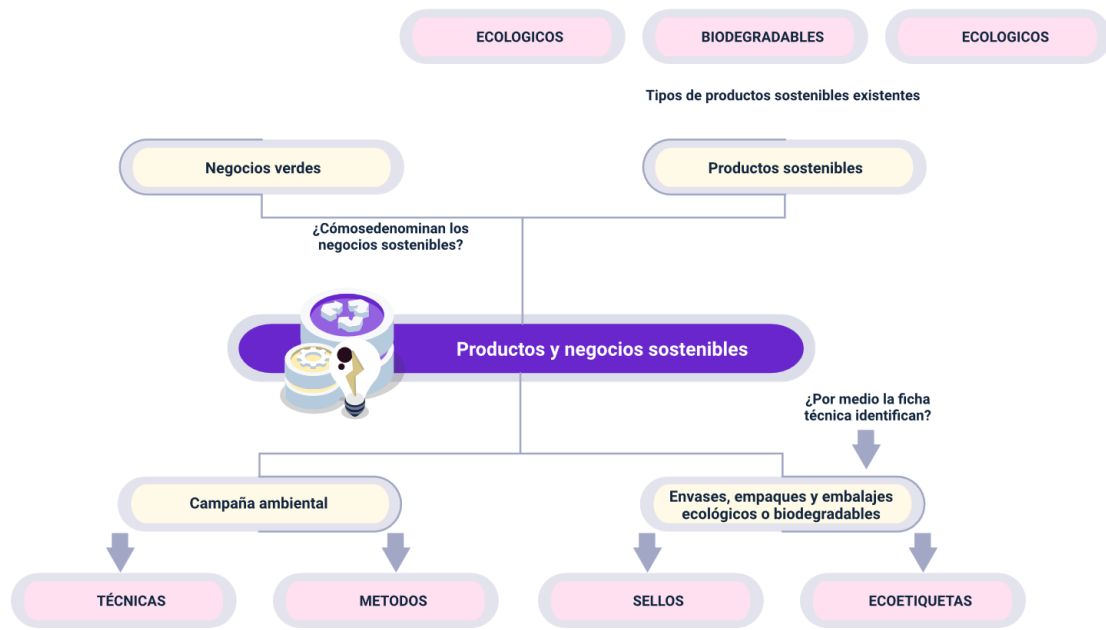 ECOLOGICOS
BIODEGRADABLES
ECOLOGICOS
Tipos de productos sostenibles existentes
Negocios verdes
Productos sostenibles
¿Cómosedenominan los
negocios sostenibles?
Productos y negocios sostenibles
¿Por medio la ficha
técnica identifican?
Campaña ambiental
Envases, empaques y embalajes
ecológicos o biodegradables
TÉCNICAS
METODOS
SELLOS
ECOETIQUETAS